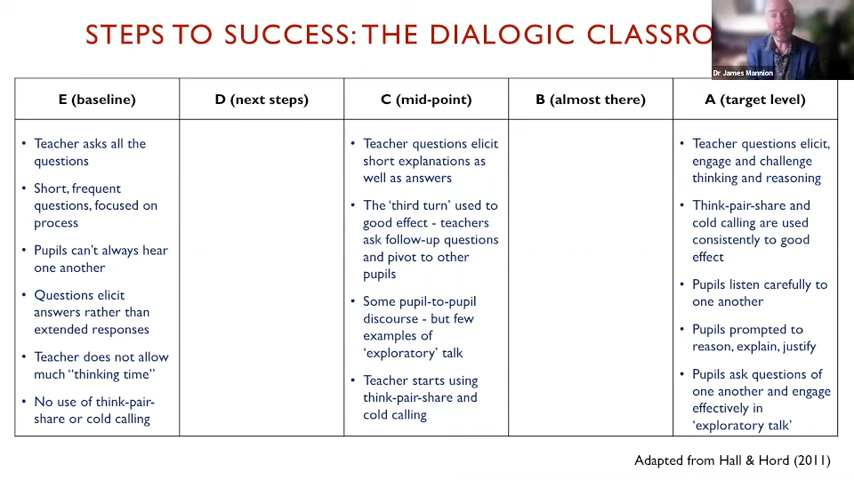 STEPS TO SUCCESS: THE DIALOGIC CLASSRO
Dr James Mannion
E (baseline)
D (next steps)
C (mid-point)
B (almost there)
A (target level)
• Teacher asks all the
questions
• Short, frequent
questions, focused on
process
• Pupils can't always hear
one another
• Questions elicit
answers rather than
extended responses
• Teacher does not allow
much "thinking time"
• No use of think-pair-
share or cold calling
• Teacher questions elicit
short explanations as
well as answers
• The 'third turn' used to
good effect - teachers
ask follow-up questions
and pivot to other
pupils
• Some pupil-to-pupil
discourse - but few
examples of
'exploratory' talk
• Teacher starts using
think-pair-share and
cold calling
• Teacher questions elicit,
engage and challenge
thinking and reasoning
• Think-pair-share and
cold calling are used
consistently to good
effect
• Pupils listen carefully to
one another
• Pupils prompted to
reason, explain, justify
• Pupils ask questions of
one another and engage
effectively in
'exploratory talk'
Adapted from Hall & Hord (2011)